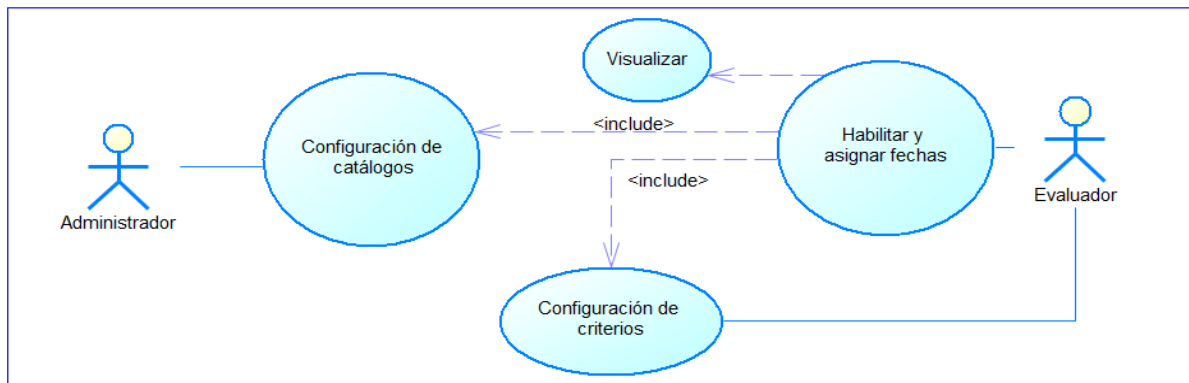 Visualizar
<include>
Configuración de
catálogos
Habilitar y
asignar fechas
<include>
Administrador
Evaluador
Configuración de
criterios